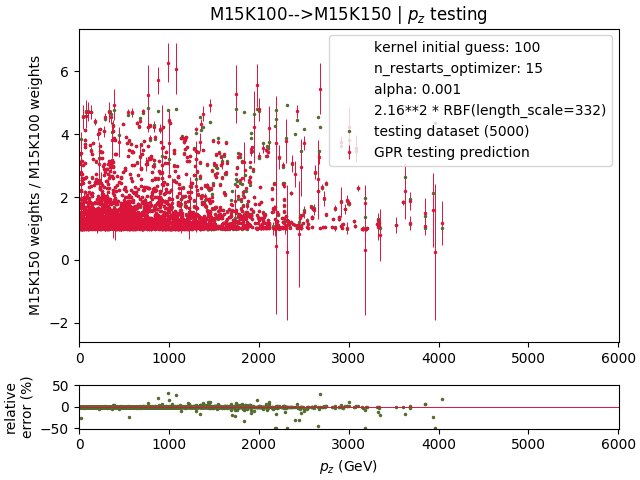 M15K100-->M15K150 | p_z testing
M15K150 weights / M15K100 weights
6
4
2
0
−2
kernel initial guess: 100
n_restarts_optimizer: 15
alpha: 0.001
2.16**2 * RBF(length_scale=332)
testing dataset (5000)
GPR testing prediction
0 1000 2000 3000 4000 5000 6000
relative
error (%)
50
0
−50
0 1000 2000 3000 4000 5000 6000
p_z (GeV)